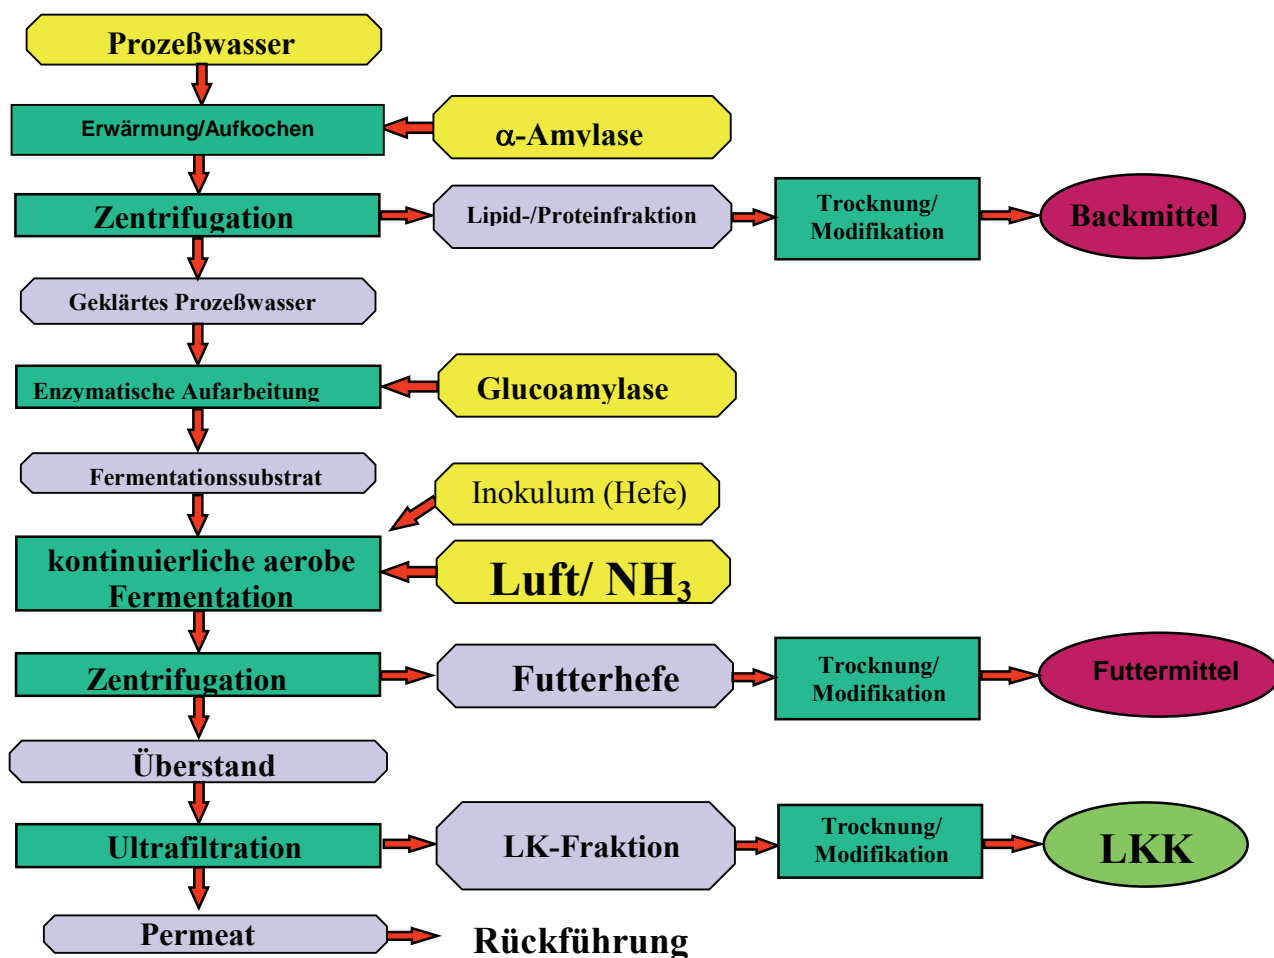 Prozeßwasser
Erwärmung/Aufkochen
α-Amylase
Zentrifugation
Lipid-/Proteinfraktion
Trocknung/
Modifikation
Backmittel
Geklärtes Prozeßwasser
Enzymatische Aufarbeitung
Glucoamylase
Fermentationssubstrat
Inokulum (Hefe)
kontinuierliche aerobe
Fermentation
Luft/ NH₃
Zentrifugation
Futterhefe
Trocknung/
Modifikation
Futtermittel
Überstand
Ultrafiltration
LK-Fraktion
Trocknung/
Modifikation
LKK
Permeat
Rückführung